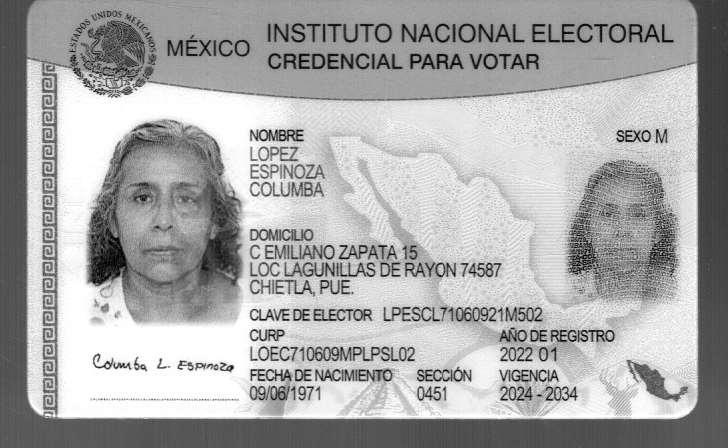 ESTADOS UNIDOS MEXICANOS
MÉXICO
INSTITUTO NACIONAL ELECTORAL
CREDENCIAL PARA VOTAR
NOMBRE
SEXO M
LOPEZ
ESPINOZA
COLUMBA
DOMICILIO
C EMILIANO ZAPATA 15
LOC LAGUNILLAS DE RAYON 74587
CHIETLA, PUE.
CLAVE DE ELECTOR LPESCL71060921M502
CURP
LOEC710609MPLPSL02
AÑO DE REGISTRO
2022 01
FECHA DE NACIMIENTO
09/06/1971
SECCIÓN
0451
VIGENCIA
2024 - 2034
Columba L. ESPINOZA